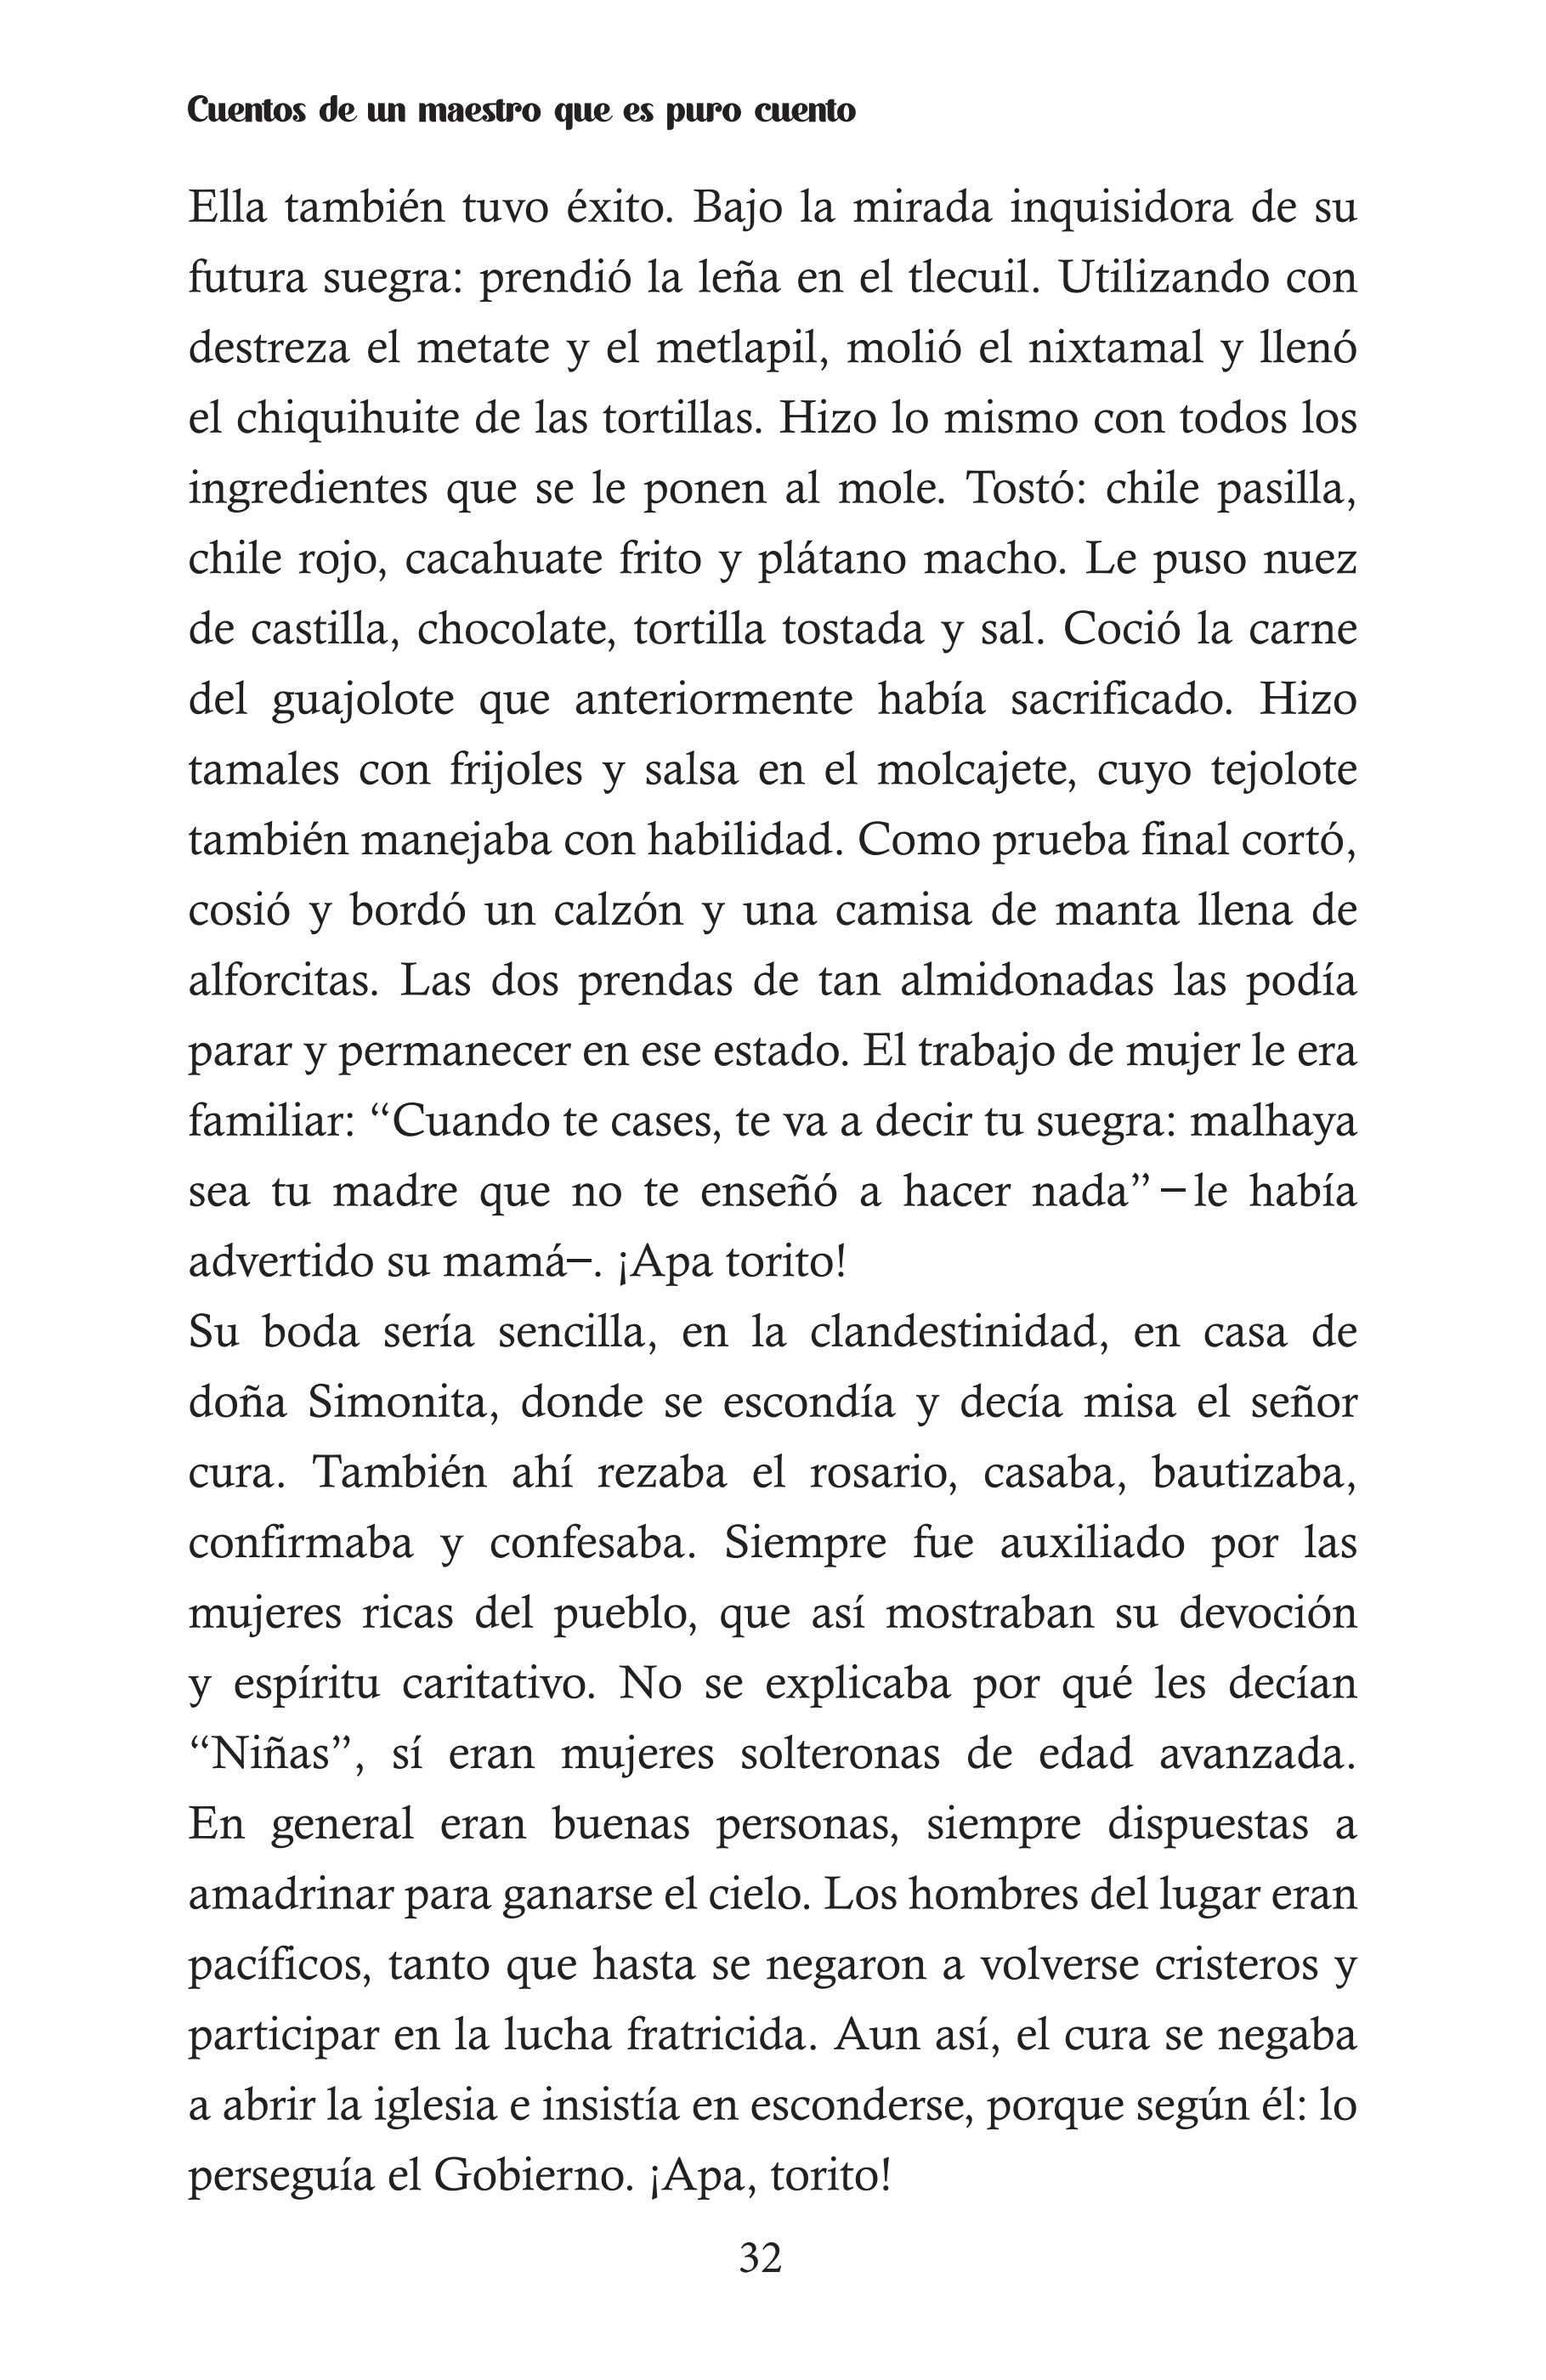 Cuentos de un maestro que es puro cuento
Ella también tuvo éxito. Bajo la mirada inquisidora de su
futura suegra: prendió la leña en el tlecuil. Utilizando con
destreza el metate y el metlapil, molió el nixtamal y llenó
el chiquihuite de las tortillas. Hizo lo mismo con todos los
ingredientes que se le ponen al mole. Tostó: chile pasilla,
chile rojo, cacahuate frito y plátano macho. Le puso nuez
de castilla, chocolate, tortilla tostada y sal. Coció la carne
del guajolote que anteriormente había sacrificado. Hizo
tamales con frijoles y salsa en el molcajete, cuyo tejolote
también manejaba con habilidad. Como prueba final cortó,
cosió y bordó un calzón y una camisa de manta llena de
alforcitas. Las dos prendas de tan almidonadas las podía
parar y permanecer en ese estado. El trabajo de mujer le era
familiar: “Cuando te cases, te va a decir tu suegra: malhaya
sea tu madre que no te enseñó a hacer nada” –le había
advertido su mamá–. ¡Apa torito!
Su boda sería sencilla, en la clandestinidad, en casa de
doña Simonita, donde se escondía y decía misa el señor
cura. También ahí rezaba el rosario, casaba, bautizaba,
confirmaba y confesaba. Siempre fue auxiliado por las
mujeres ricas del pueblo, que así mostraban su devoción
y espíritu caritativo. No se explicaba por qué les decían
“Niñas”, sí eran mujeres solteronas de edad avanzada.
En general eran buenas personas, siempre dispuestas a
amadrinar para ganarse el cielo. Los hombres del lugar eran
pacíficos, tanto que hasta se negaron a volverse cristeros y
participar en la lucha fratricida. Aun así, el cura se negaba
a abrir la iglesia e insistía en esconderse, porque según él: lo
perseguía el Gobierno. ¡Apa, torito!
32